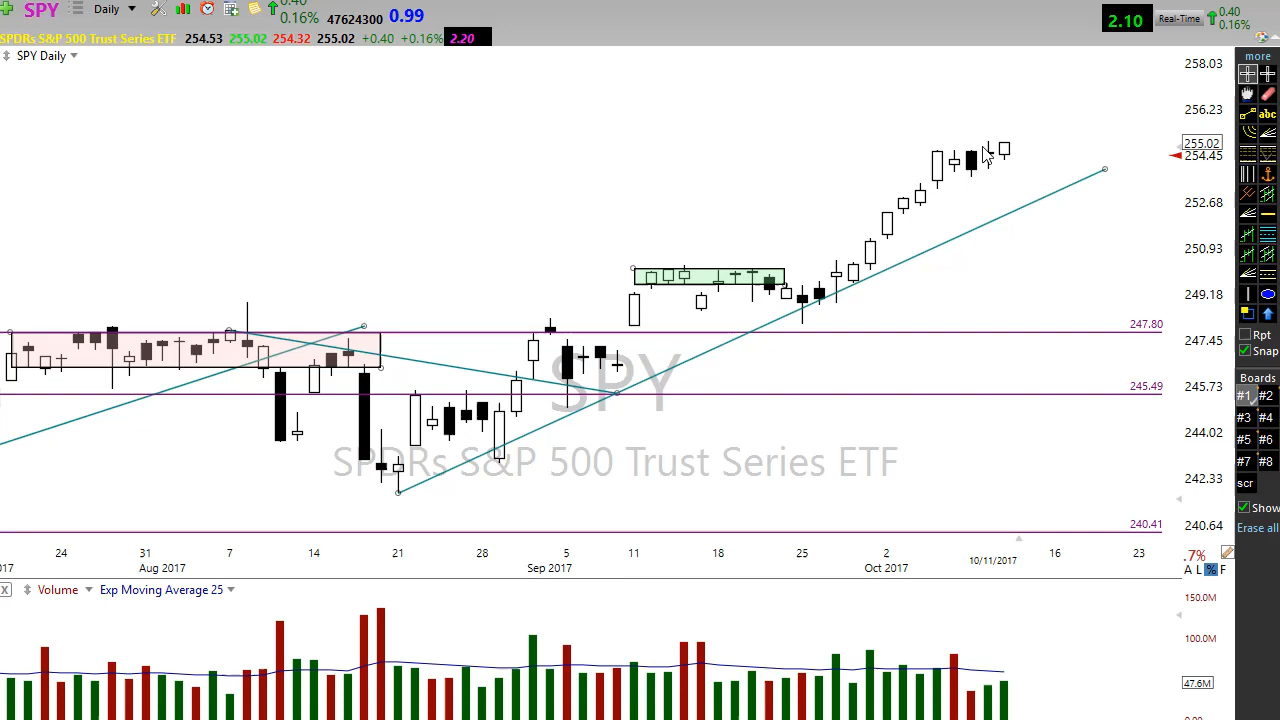 SPY Daily 0.40 0.16% 47624300 0.99 2.10 Real-Time 0.40 0.16%
SPDRs S&P 500 Trust Series ETF 254.53 255.02 254.32 255.02 +0.40 +0.16% 2.20
SPY Daily
more
258.03
abc
256.23
255.02
254.45
252.68
250.93
249.18
247.80
Rpt
247.45
Snap
SPY
Boards
245.73
245.49
#1 #2
#3 #4
242.33
244.02
SPDRs S&P 500 Trust Series ETF
#5 #6
#7 #8
scr
240.41
240.64
Show
Erase all
24 31 7 14 21 28 5 11 18 25 2 16 23
.7%
2017 Aug 2017 Sep 2017 Oct 2017 10/11/2017
A L % F
X Volume Exp Moving Average 25
150.0M
100.0M
47.6M